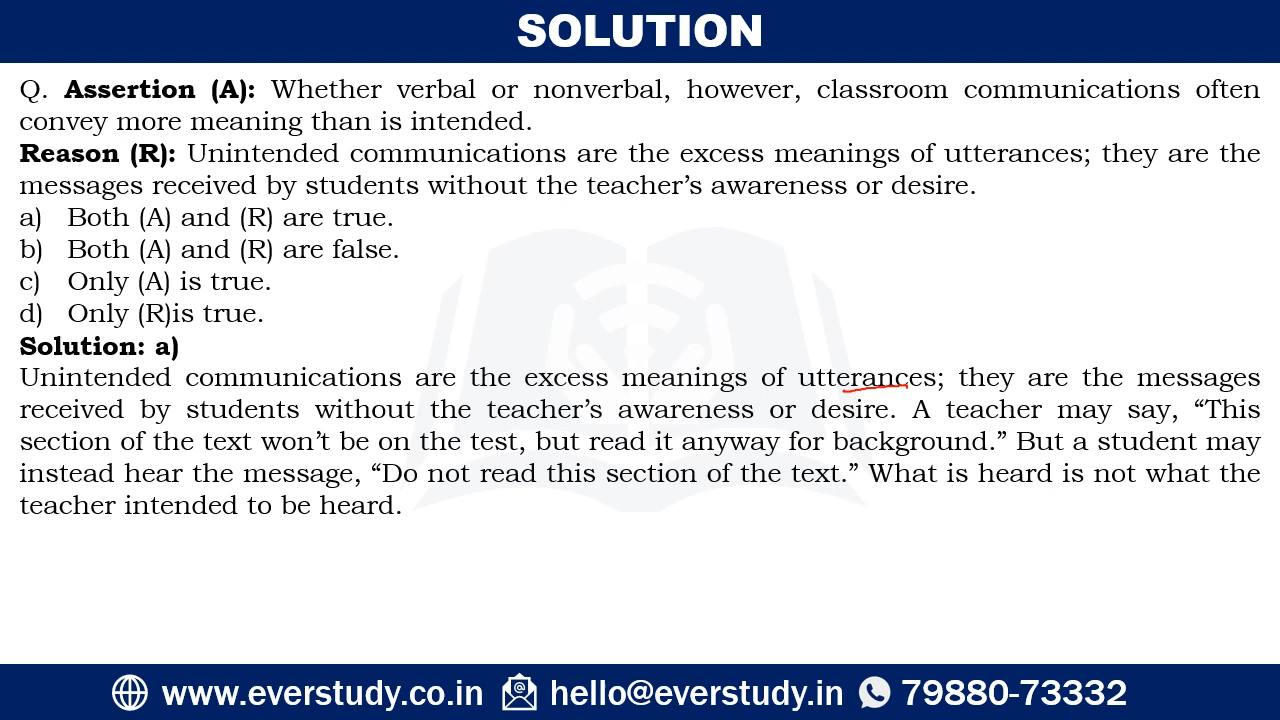 SOLUTION
Q. Assertion (A): Whether verbal or nonverbal, however, classroom communications often
convey more meaning than is intended.
Reason (R): Unintended communications are the excess meanings of utterances; they are the
messages received by students without the teacher’s awareness or desire.
a) Both (A) and (R) are true.
b) Both (A) and (R) are false.
c) Only (A) is true.
d) Only (R)is true.
Solution: a)
Unintended communications are the excess meanings of utterances; they are the messages
received by students without the teacher’s awareness or desire. A teacher may say, “This
section of the text won’t be on the test, but read it anyway for background.” But a student may
instead hear the message, “Do not read this section of the text.” What is heard is not what the
teacher intended to be heard.
www.everstudy.co.in hello@everstudy.in 79880-73332